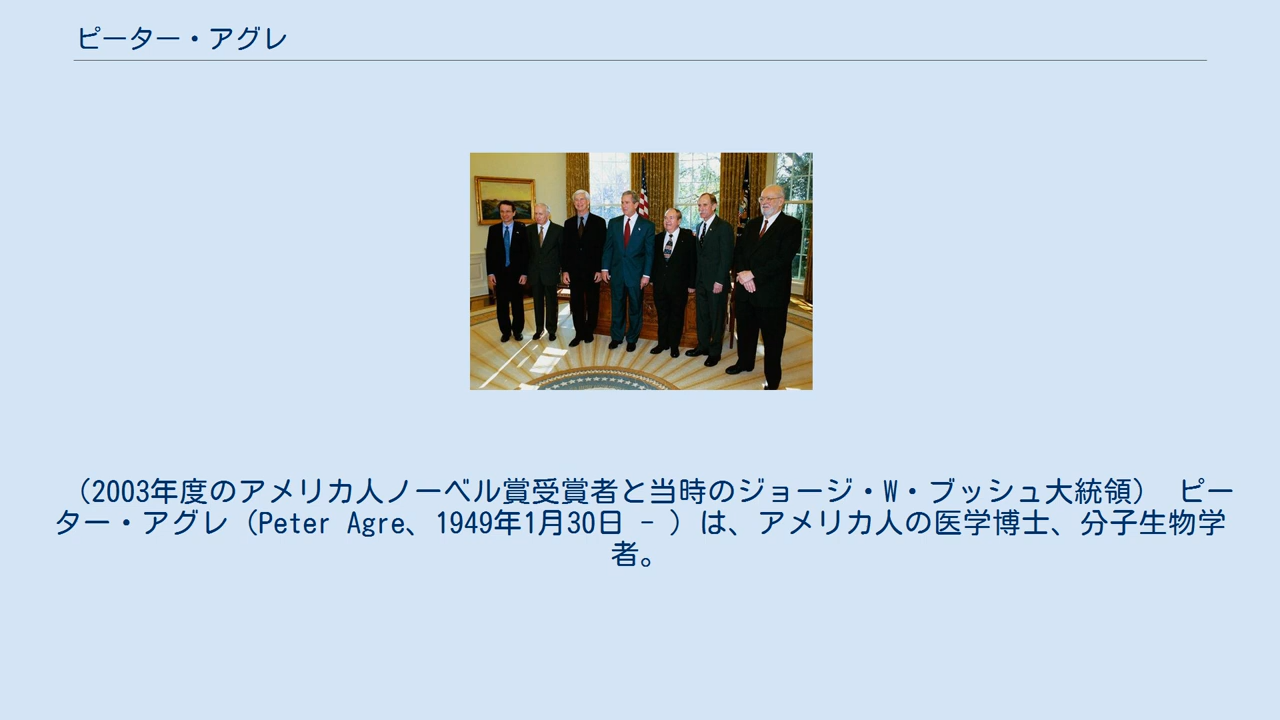 ピーター・アグレ
（2003年度のアメリカ人ノーベル賞受賞者と当時のジョージ・W・ブッシュ大統領） ピー
ター・アグレ（Peter Agre、1949年1月30日 - ）は、アメリカ人の医学博士、分子生物学
者。